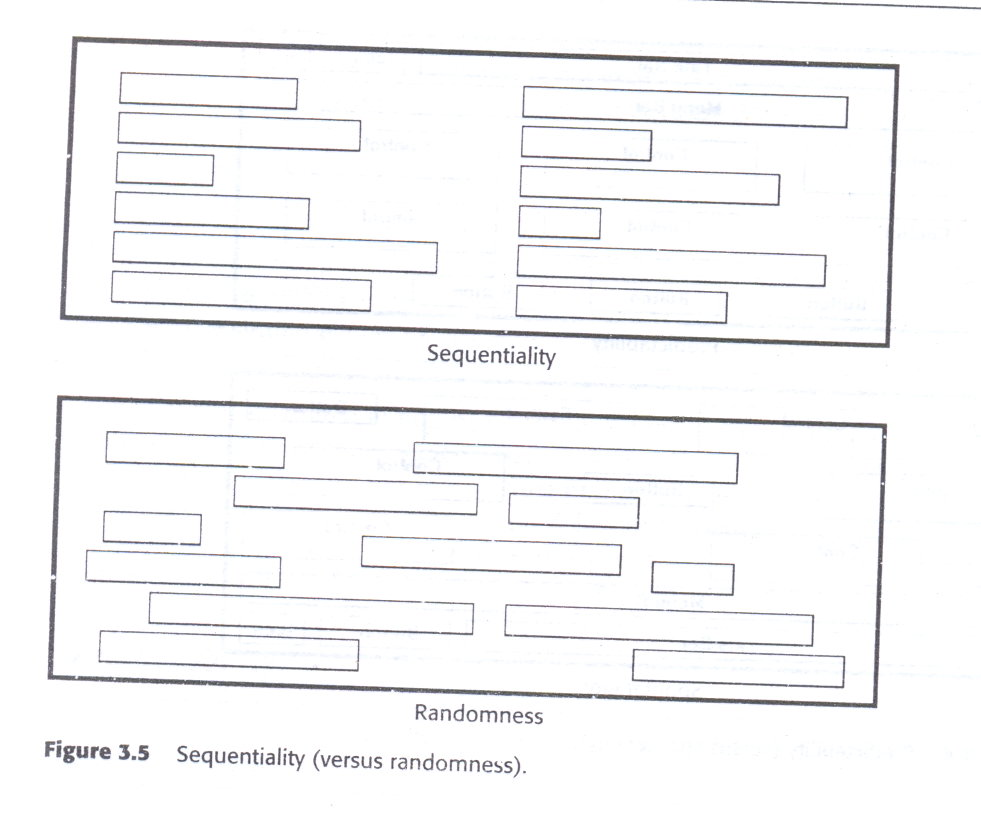 Sequentiality
Randomness
Figure 3.5 Sequentiality (versus randomness).